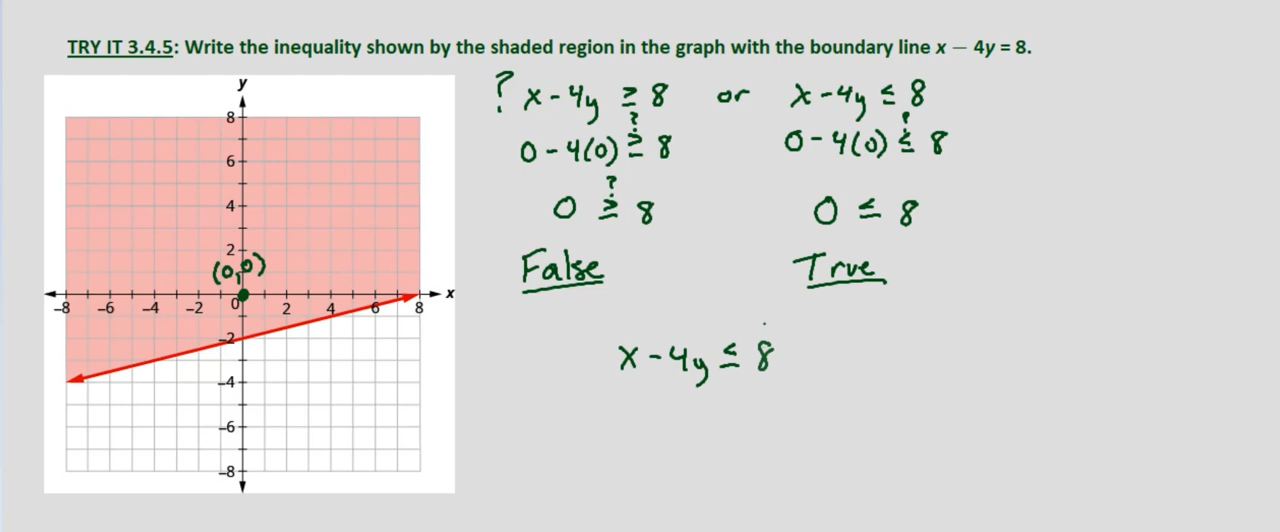 TRY IT 3.4.5: Write the inequality shown by the shaded region in the graph with the boundary line x – 4y = 8.
y
8
6
4
2
(0,0)
-8 -6 -4 -2 0 2 4 6 8 x
-2
-4
-6
-8
? x - 4y ≥ 8 or x - 4y ≤ 8
0 - 4(0) ≥? 8 0 - 4(0) ≤? 8
0 ≥? 8 0 ≤ 8
False True
x - 4y ≤ 8